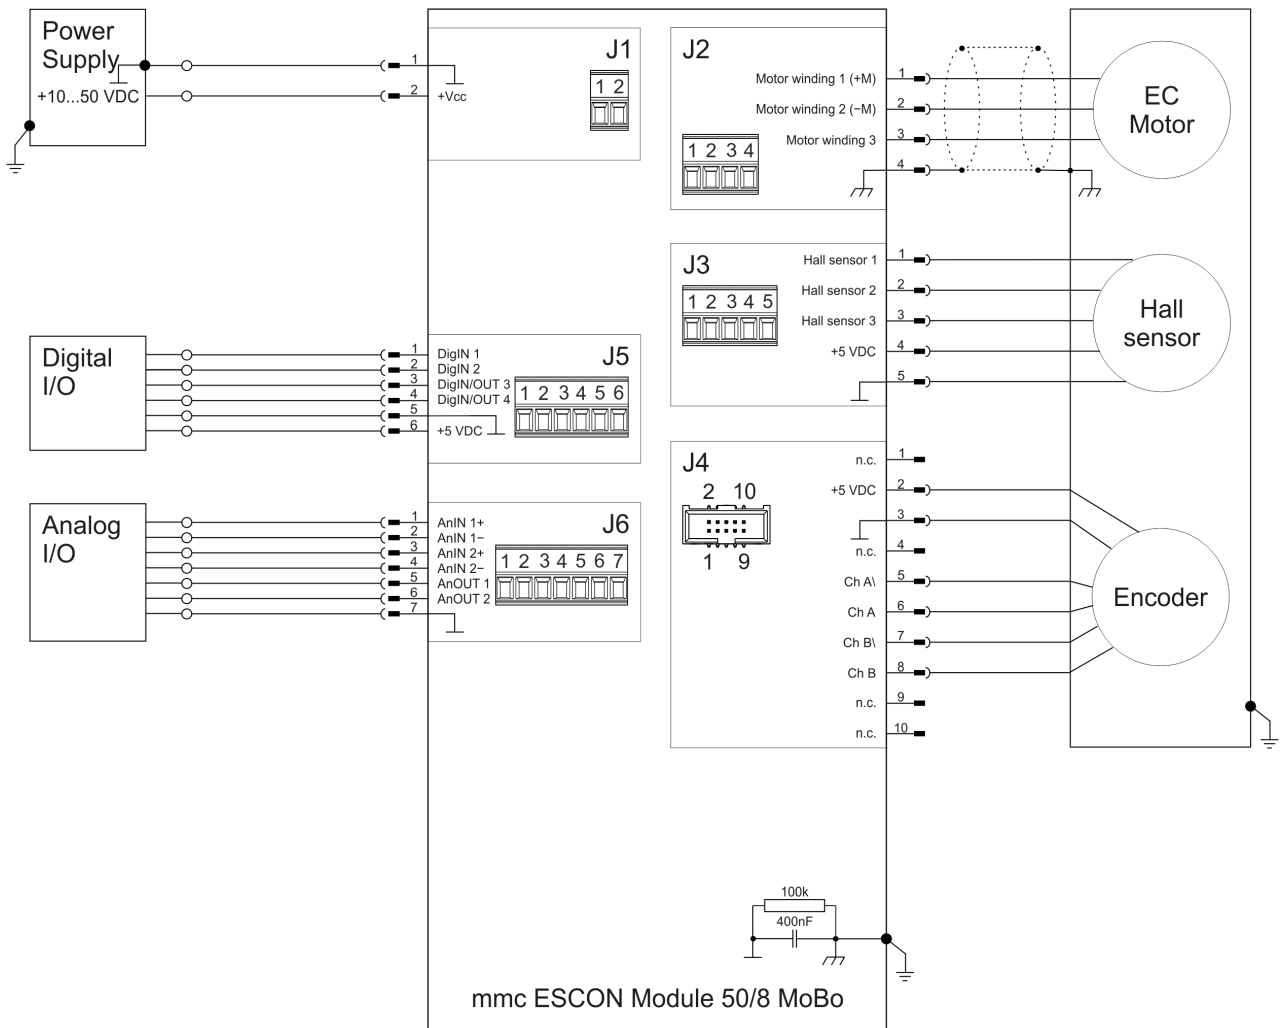 Power
Supply
+10...50 VDC
1
2
+Vcc
J1
1 2
J2
Motor winding 1 (+M)
Motor winding 2 (−M)
Motor winding 3
1 2 3 4
1
2
3
4
EC
Motor
J3
Hall sensor 1
Hall sensor 2
Hall sensor 3
+5 VDC
1 2 3 4 5
1
2
3
4
5
Hall
sensor
Digital
I/O
1
2
3
4
5
6
DigIN 1
DigIN 2
DigIN/OUT 3
DigIN/OUT 4
+5 VDC
J5
1 2 3 4 5 6
Analog
I/O
1
2
3
4
5
6
7
AnIN 1+
AnIN 1−
AnIN 2+
AnIN 2−
AnOUT 1
AnOUT 2
J6
1 2 3 4 5 6 7
J4
2 10
1 9
n.c.
+5 VDC
n.c.
Ch A\
Ch A
Ch B\
Ch B
n.c.
n.c.
1
2
3
4
5
6
7
8
9
10
Encoder
100k
400nF
mmc ESCON Module 50/8 MoBo